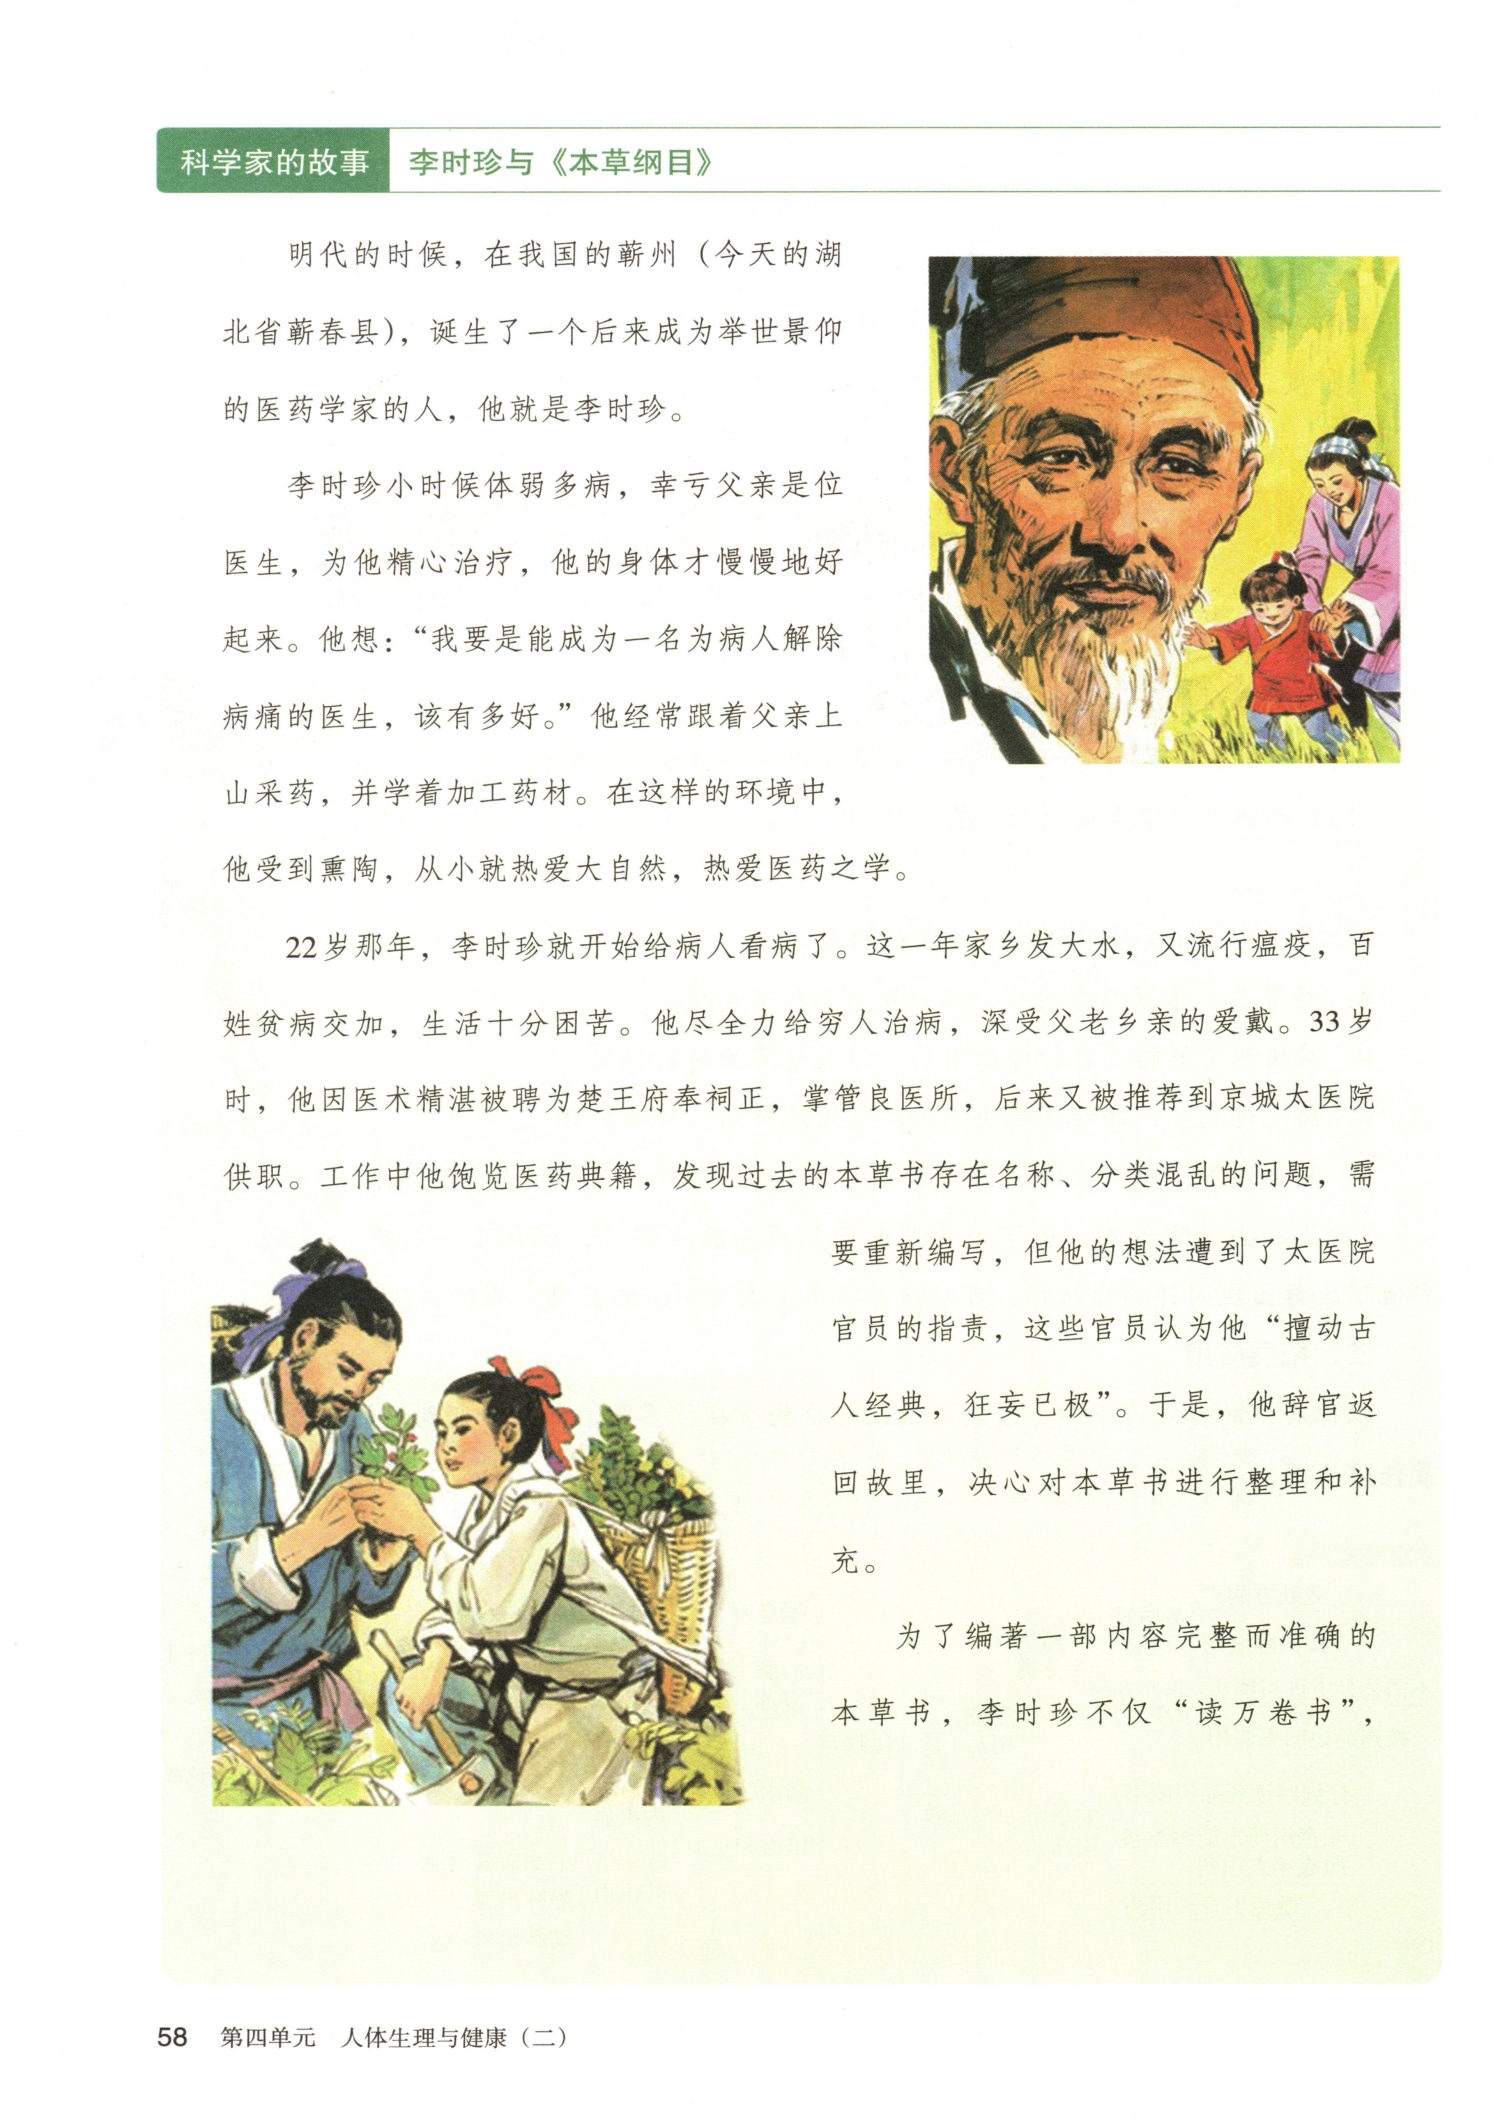 科学家的故事 李时珍与《本草纲目》
明代的时候，在我国的蕲州（今天的湖
北省蕲春县），诞生了一个后来成为举世景仰
的医药学家的人，他就是李时珍。
李时珍小时候体弱多病，幸亏父亲是位
医生，为他精心治疗，他的身体才慢慢地好
起来。他想：“我要是能成为一名为病人解除
病痛的医生，该有多好。”他经常跟着父亲上
山采药，并学着加工药材。在这样的环境中，
他受到熏陶，从小就热爱大自然，热爱医药之学。
22岁那年，李时珍就开始给病人看病了。这一年家乡发大水，又流行瘟疫，百
姓贫病交加，生活十分困苦。他尽全力给穷人治病，深受父老乡亲的爱戴。33岁
时，他因医术精湛被聘为楚王府奉祠正，掌管良医所，后来又被推荐到京城太医院
供职。工作中他饱览医药典籍，发现过去的本草书存在名称、分类混乱的问题，需
要重新编写，但他的想法遭到了太医院
官员的指责，这些官员认为他“擅动古
人经典，狂妄已极”。于是，他辞官返
回故里，决心对本草书进行整理和补
充。
为了编著一部内容完整而准确的
本草书，李时珍不仅“读万卷书”，
58 第四单元 人体生理与健康（二）